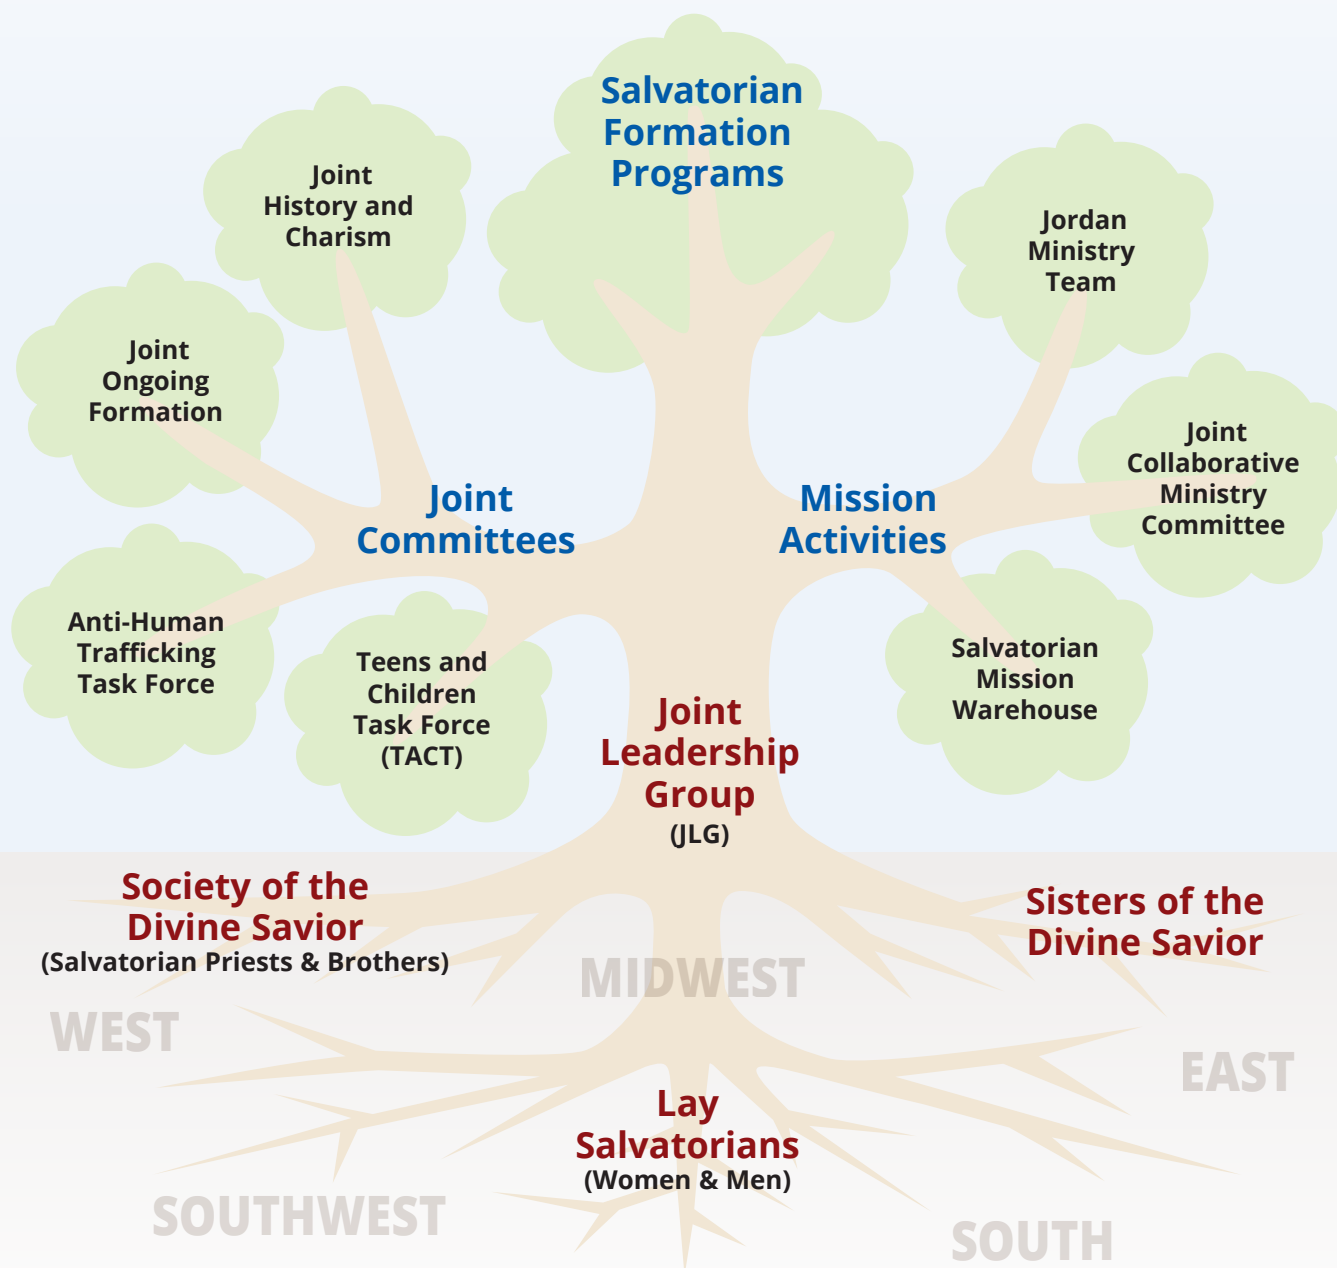 Salvatorian
Formation
Programs
Joint
History and
Charism
Jordan
Ministry
Team
Joint
Ongoing
Formation
Joint
Collaborative
Ministry
Committee
Joint
Committees
Mission
Activities
Anti-Human
Trafficking
Task Force
Teens and
Children
Task Force
(TACT)
Salvatorian
Mission
Warehouse
Joint
Leadership
Group
(JLG)
Society of the
Divine Savior
(Salvatorian Priests & Brothers)
Sisters of the
Divine Savior
MIDWEST
WEST
EAST
Lay
Salvatorians
(Women & Men)
SOUTHWEST
SOUTH